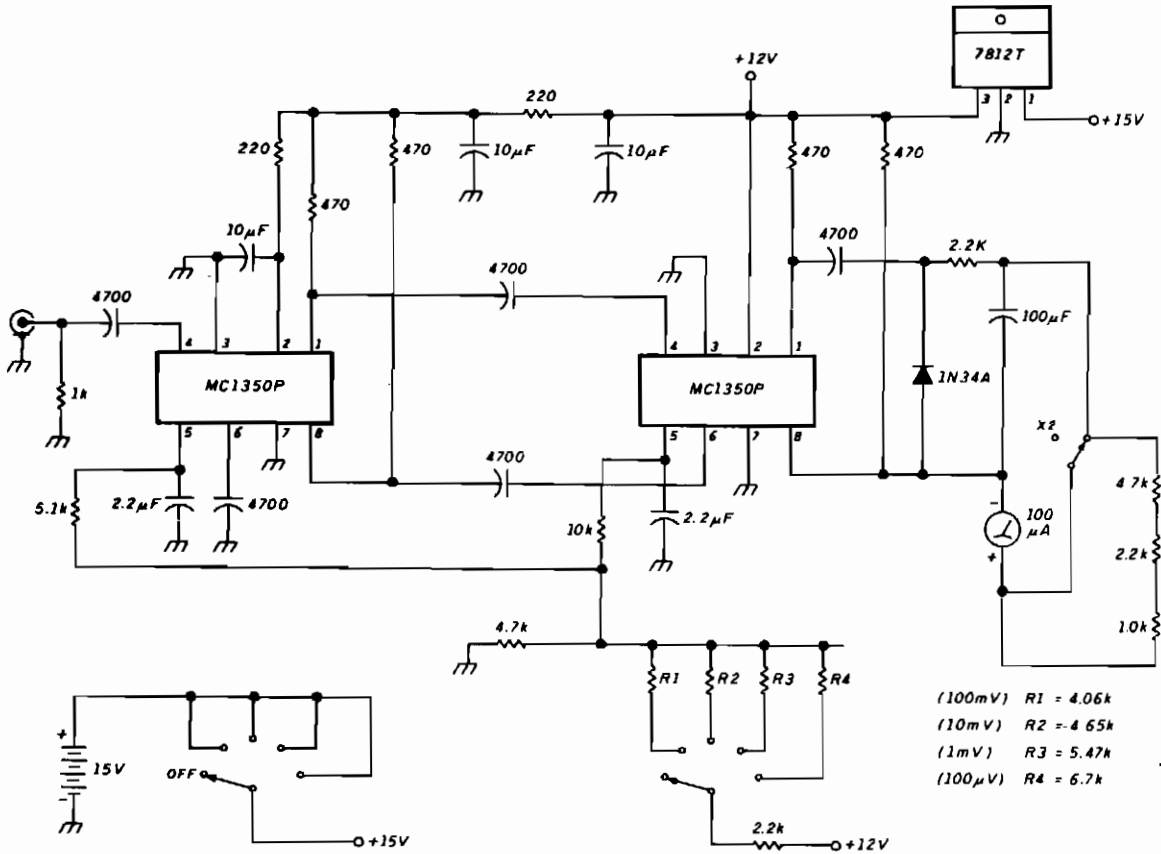 7812T
3 2 1
+15V
+12V
220
220
470
10µF
10µF
470
470
470
10µF
4700
4700
2.2K
4700
100µF
4 3 2 1
MC1350P
5 6 7 8
4 3 2 1
MC1350P
5 6 7 8
1N34A
1k
X2
4700
5.1k
2.2µF
4700
10k
2.2µF
-
100
µA
+
4.7k
2.2k
1.0k
4.7k
R1
R2
R3
R4
(100mV) R1 = 4.06k
(10mV) R2 = 4.65k
(1mV) R3 = 5.47k
(100µV) R4 = 6.7k
+
15V
-
OFF
+15V
2.2k
+12V